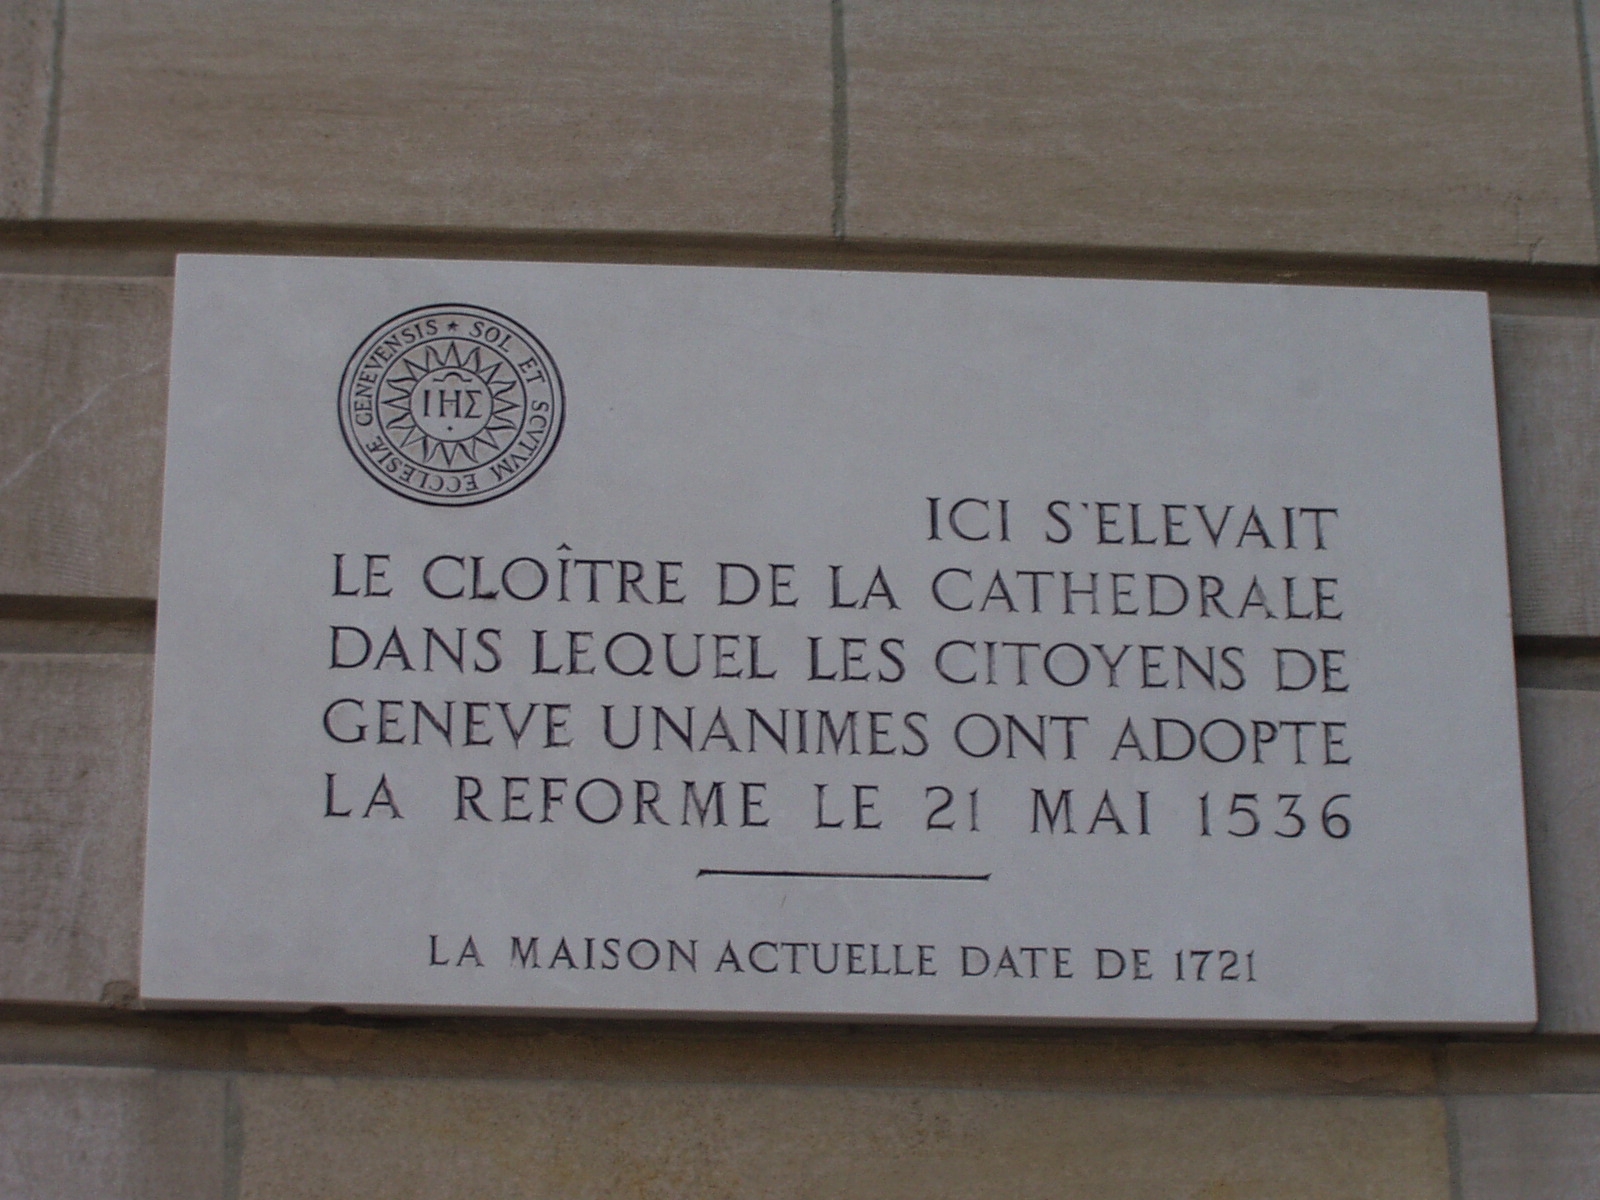 SOL ET SCVTVM ECCLESIÆ GENEVENSIS ★
IHΣ
ICI S'ELEVAIT
LE CLOÎTRE DE LA CATHEDRALE
DANS LEQUEL LES CITOYENS DE
GENEVE UNANIMES ONT ADOPTE
LA REFORME LE 21 MAI 1536
LA MAISON ACTUELLE DATE DE 1721